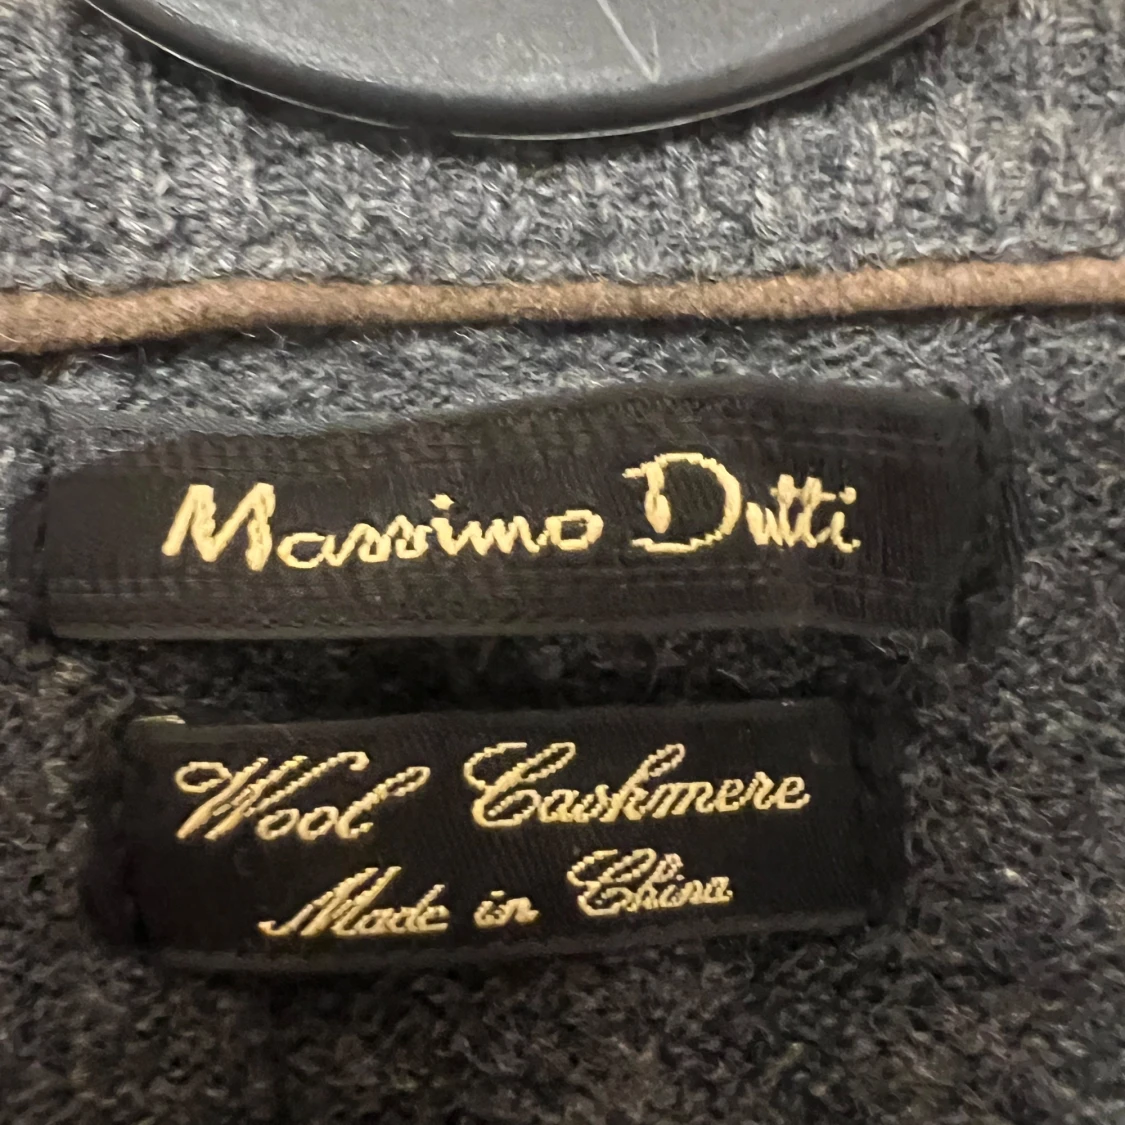 Massimo Dutti
Wool Cashmere
Made in China